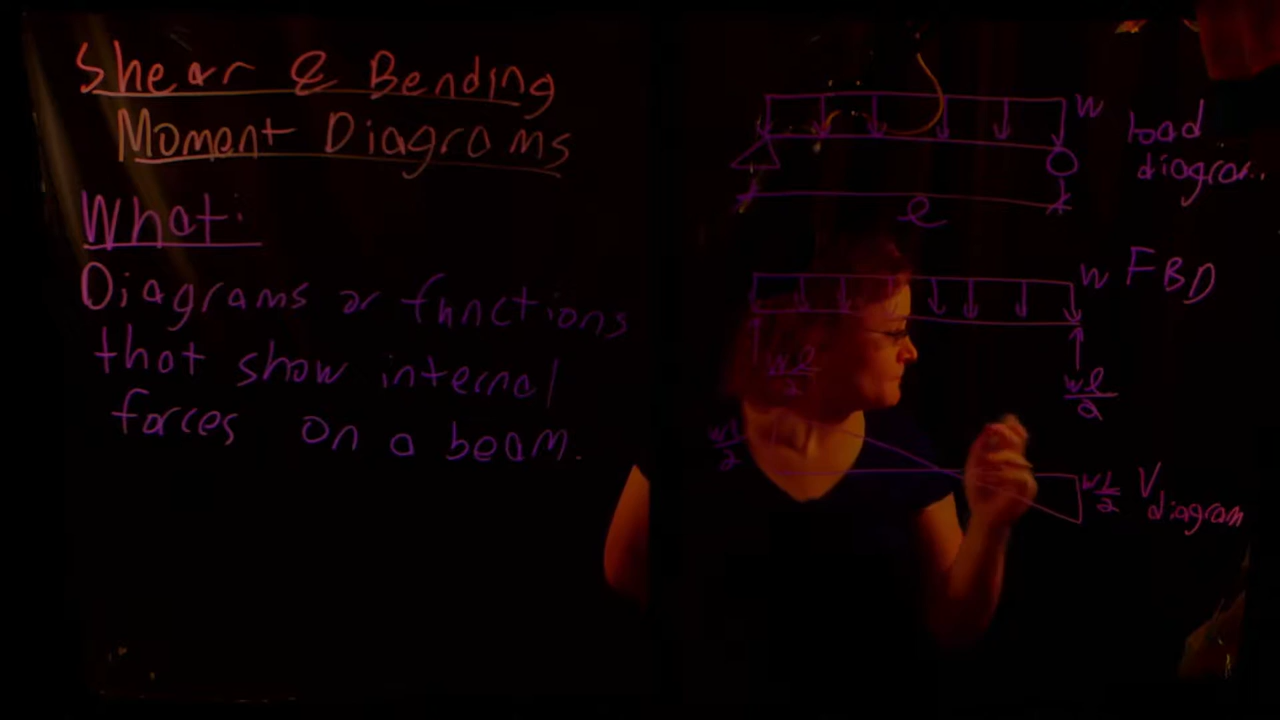 Shear & Bending
Moment Diagrams
What:
Diagrams or functions
that show internal
forces on a beam.
w
load
diagram
l
w FBD
wl/2
wl/2
wl/2
wL/2
V
diagram